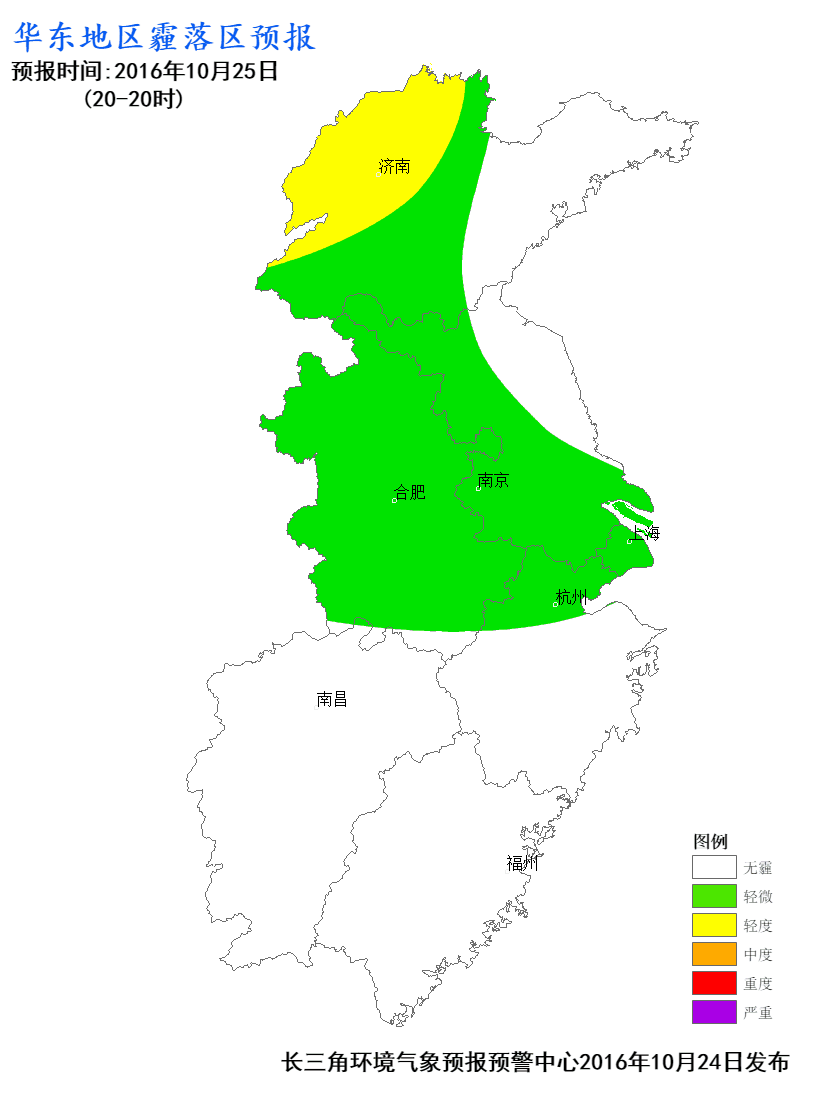 华东地区霾落区预报
预报时间:2016年10月25日
(20-20时)
济南
南京
合肥
上海
杭州
南昌
福州
图例
无霾
轻微
轻度
中度
重度
严重
长三角环境气象预报预警中心2016年10月24日发布